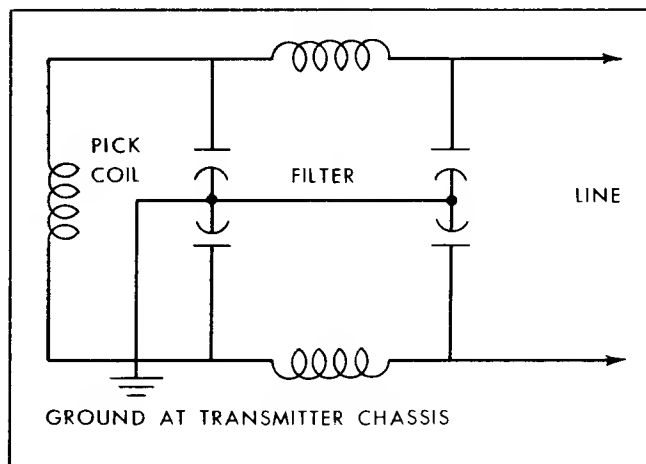 PICK
COIL
FILTER
LINE
GROUND AT TRANSMITTER CHASSIS